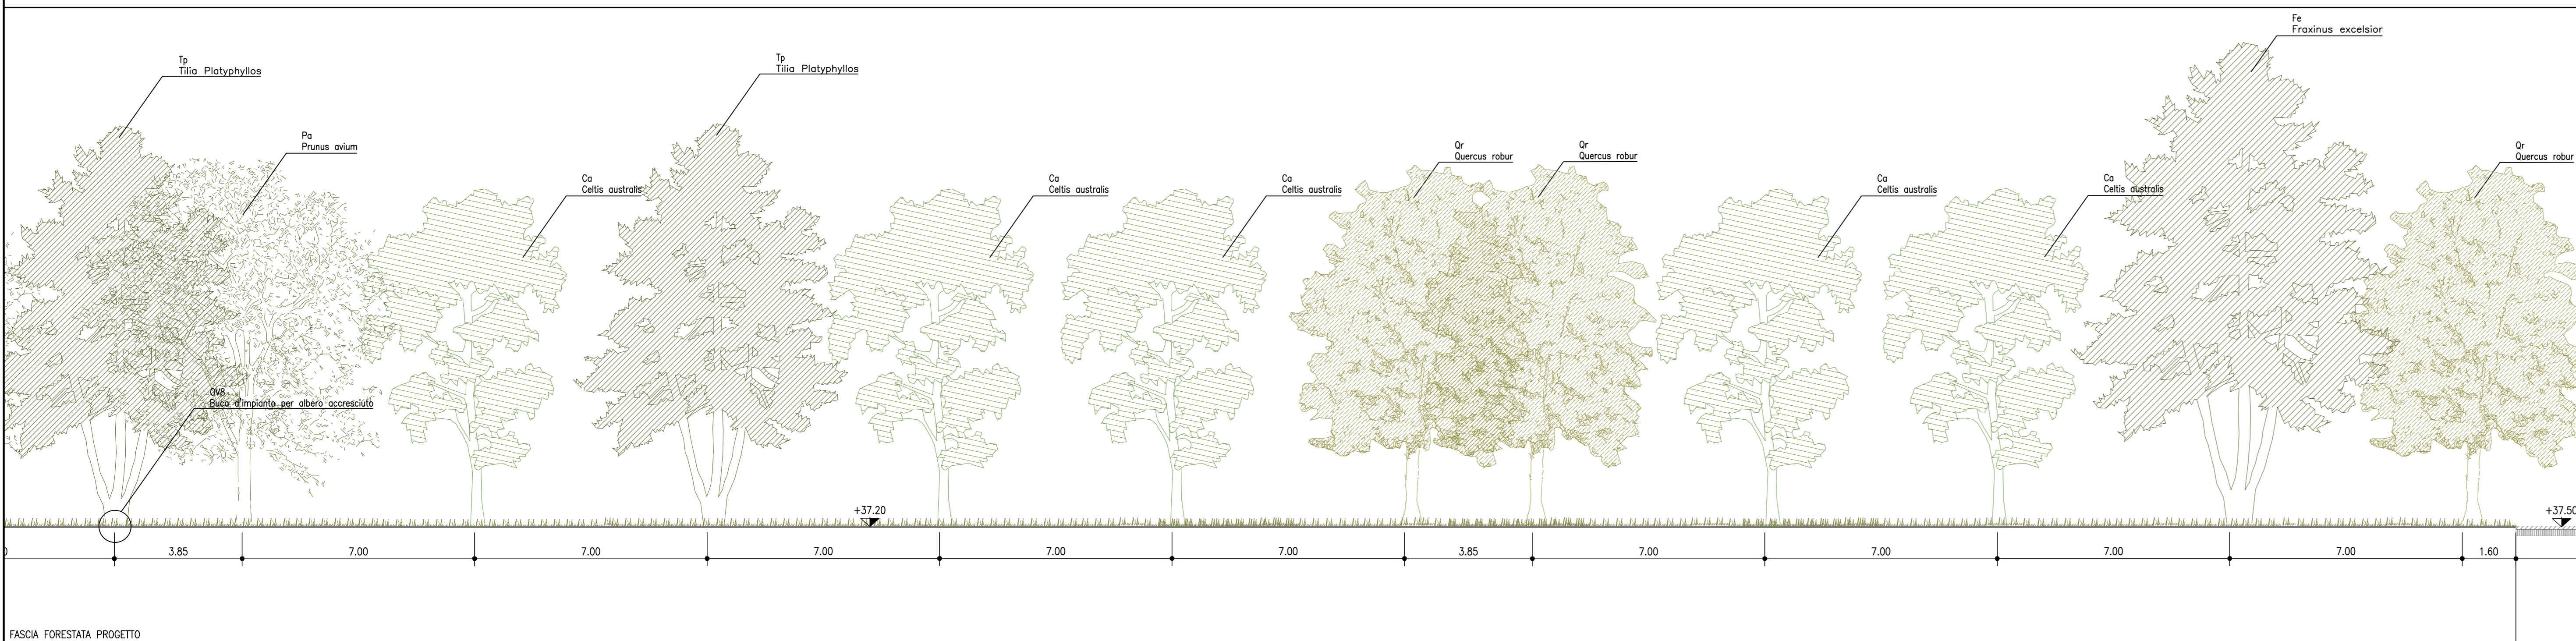 Fe
Fraxinus excelsior
Tp
Tilia Platyphyllos
Tp
Tilia Platyphyllos
Pa
Prunus avium
Qr
Quercus robur
Qr
Quercus robur
Qr
Quercus robur
Ca
Celtis australis
Ca
Celtis australis
Ca
Celtis australis
Ca
Celtis australis
Ca
Celtis australis
OV8
Buca d'impianto per albero accresciuto
+37.20
+37.50
3.85 7.00 7.00 7.00 7.00 7.00 3.85 7.00 7.00 7.00 7.00 1.60
FASCIA FORESTATA PROGETTO